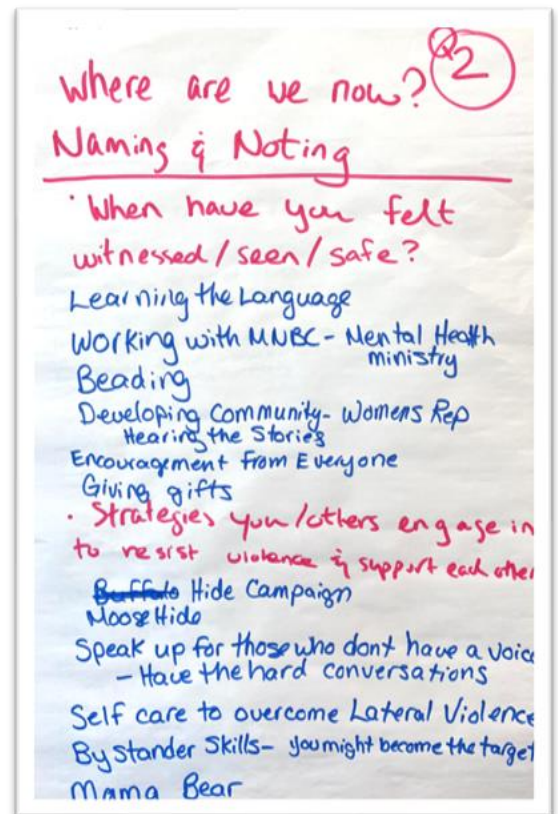 Where are we now? Q2
Naming & Noting
· When have you felt
witnessed / seen / safe?
Learning the Language
Working with MNBC - Mental Health
ministry
Beading
Developing Community - Womens Rep
Hearing the Stories
Encouragement from Everyone
Giving gifts
· Strategies you/others engage in
to resist violence & support each other
Buffalo Hide Campaign
Moose Hide
Speak up for those who dont have a voice
- Have the hard conversations
Self care to overcome Lateral Violence
By Stander Skills - you might become the target
Mama Bear